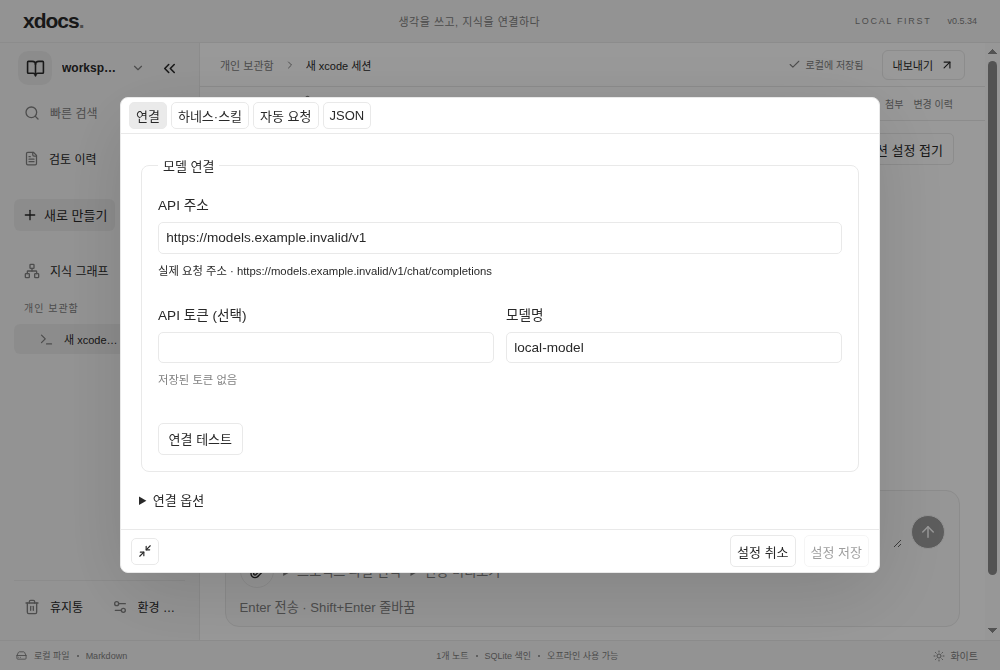 xdocs.
생각을 쓰고, 지식을 연결하다
LOCAL FIRST
v0.5.34
worksp...
개인 보관함
새 xcode 세션
로컬에 저장됨
내보내기
빠른 검색
첨부
변경 이력
검토 이력
설정 접기
새로 만들기
지식 그래프
개인 보관함
새 xcode...
연결
하네스·스킬
자동 요청
JSON
모델 연결
API 주소
https://models.example.invalid/v1
실제 요청 주소 · https://models.example.invalid/v1/chat/completions
API 토큰 (선택)
모델명
local-model
저장된 토큰 없음
연결 테스트
연결 옵션
설정 취소
설정 저장
Enter 전송 · Shift+Enter 줄바꿈
휴지통
환경 ...
로컬 파일 • Markdown
1개 노트 • SQLite 색인 • 오프라인 사용 가능
화이트